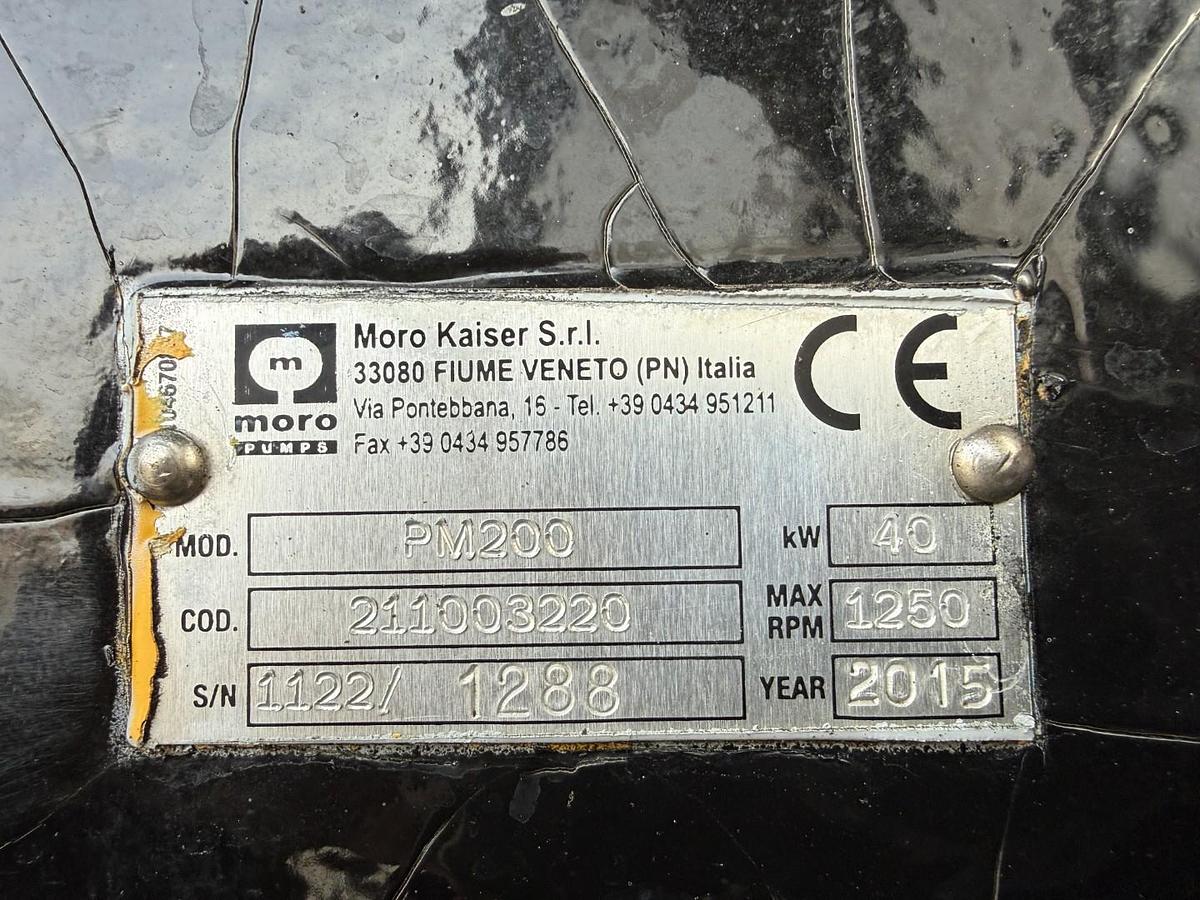 m
moro
PUMPS
Moro Kaiser S.r.l.
33080 FIUME VENETO (PN) Italia
Via Pontebbana, 15 - Tel. +39 0434 951211
Fax +39 0434 957786
CE
MOD. PM200
kW 40
COD. 211003220
MAX RPM 1250
S/N 1122/ 1288
YEAR 2015